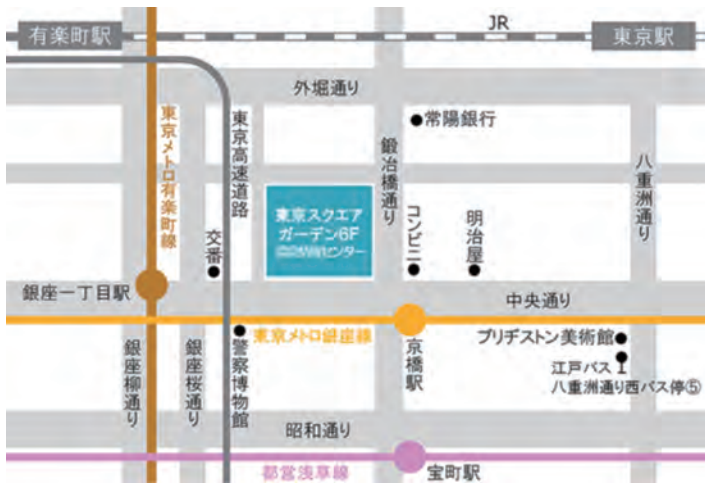 JR
有楽町駅
東京駅
外堀通り
常陽銀行
東京メトロ有楽町線
東京高速道路
鍛冶橋通り
八重洲通り
東京スクエア
ガーデン6F
センター
交番
コンビニ
明治屋
銀座一丁目駅
中央通り
東京メトロ銀座線
ブリヂストン美術館
京橋駅
江戸バス
八重洲通り西バス停⑤
銀座柳通り
銀座桜通り
警察博物館
昭和通り
都営浅草線
宝町駅